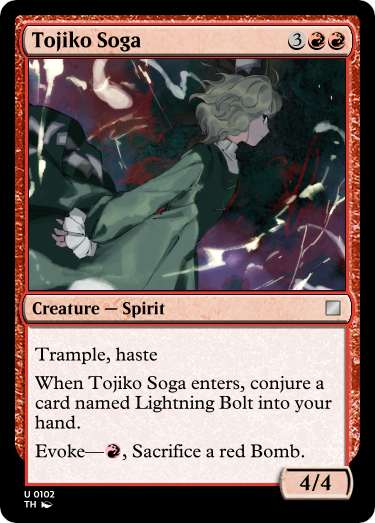 Tojiko Soga 3
Creature — Spirit
Trample, haste
When Tojiko Soga enters, conjure a
card named Lightning Bolt into your
hand.
Evoke—, Sacrifice a red Bomb.
4/4
U 0102
TH